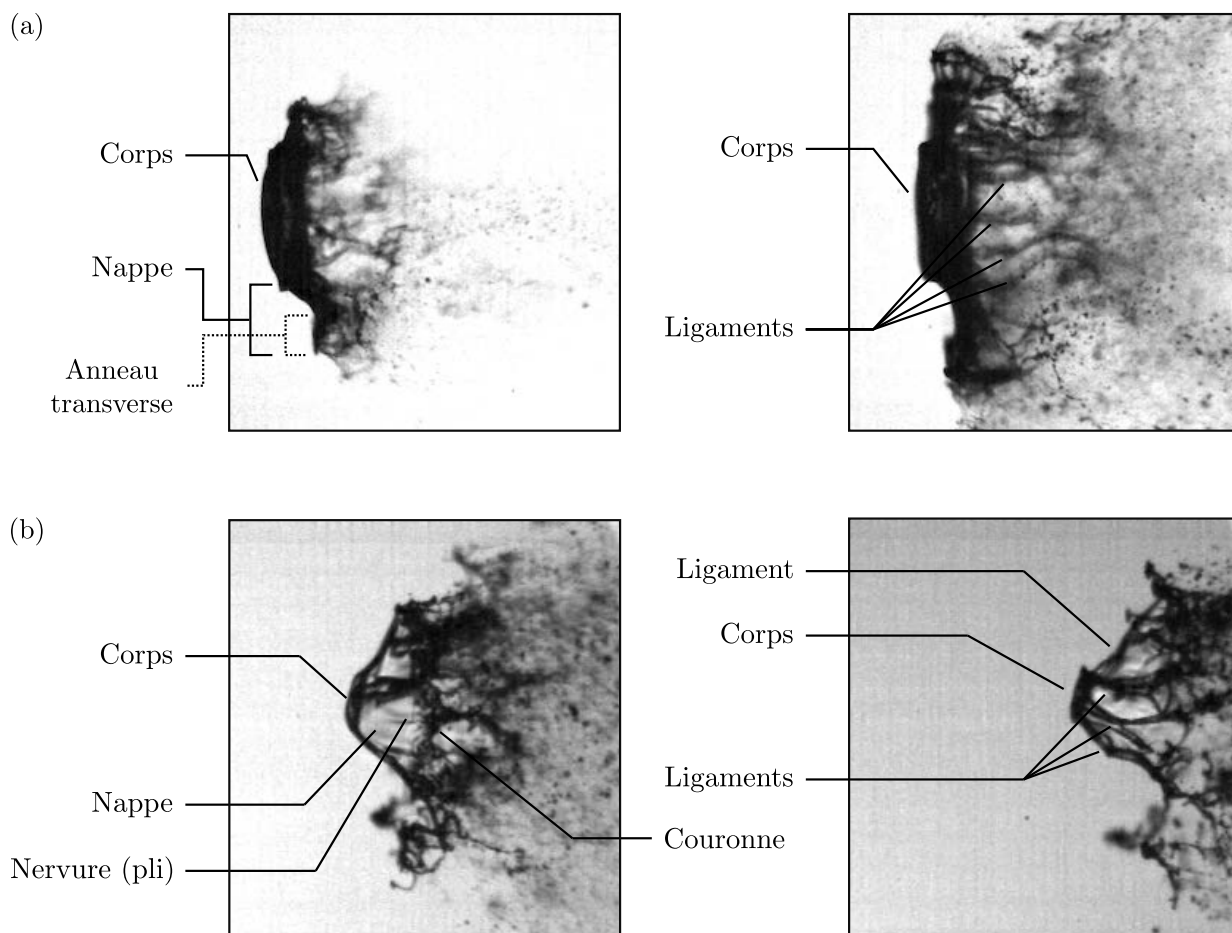 (a)
Corps
Nappe
Anneau
transverse
Corps
Ligaments
(b)
Corps
Nappe
Nervure (pli)
Ligament
Corps
Ligaments
Couronne